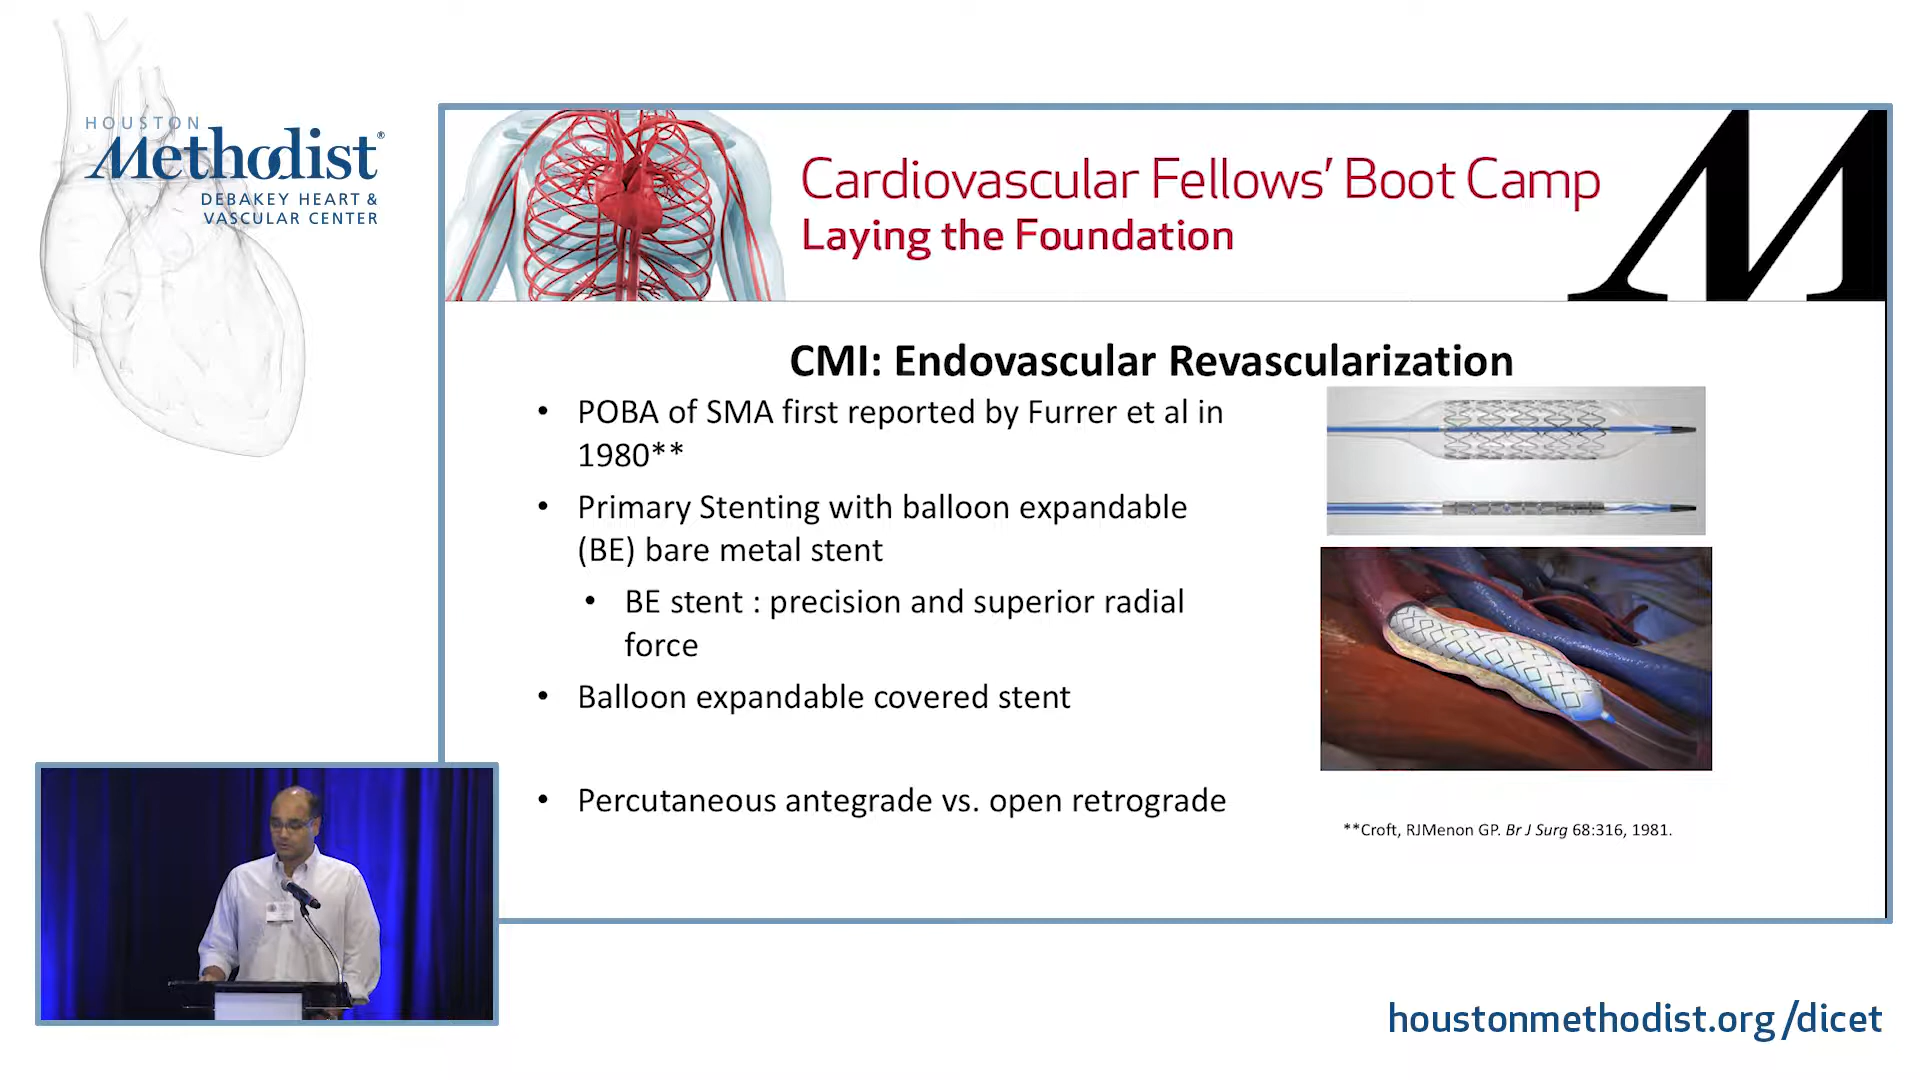 HOUSTON
Methodist®
DEBAKEY HEART &
VASCULAR CENTER
Cardiovascular Fellows' Boot Camp
Laying the Foundation
M
CMI: Endovascular Revascularization
• POBA of SMA first reported by Furrer et al in
1980**
• Primary Stenting with balloon expandable
(BE) bare metal stent
• BE stent : precision and superior radial
force
• Balloon expandable covered stent
• Percutaneous antegrade vs. open retrograde
**Croft, RJMenon GP. Br J Surg 68:316, 1981.
houstonmethodist.org/dicet